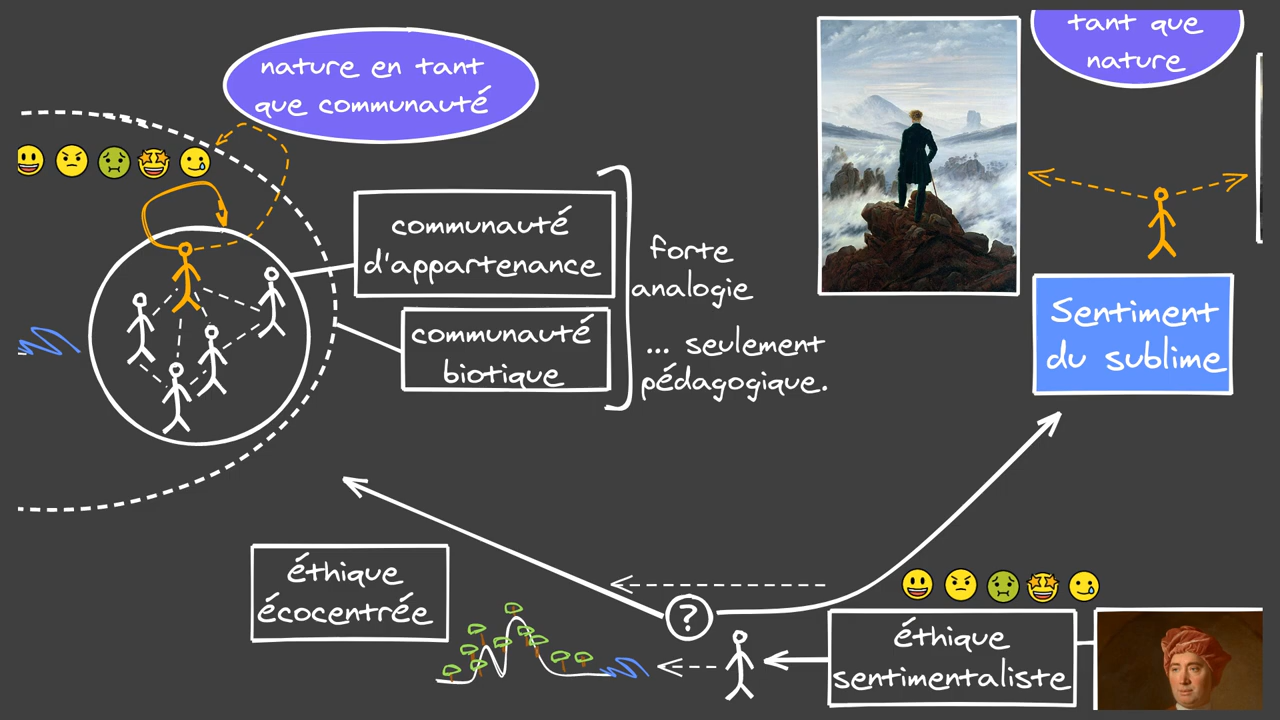 nature en tant
que communauté
tant que
nature
communauté
d'appartenance
forte
analogie
communauté
biotique
... seulement
pédagogique.
Sentiment
du sublime
éthique
écocentrée
?
éthique
sentimentaliste